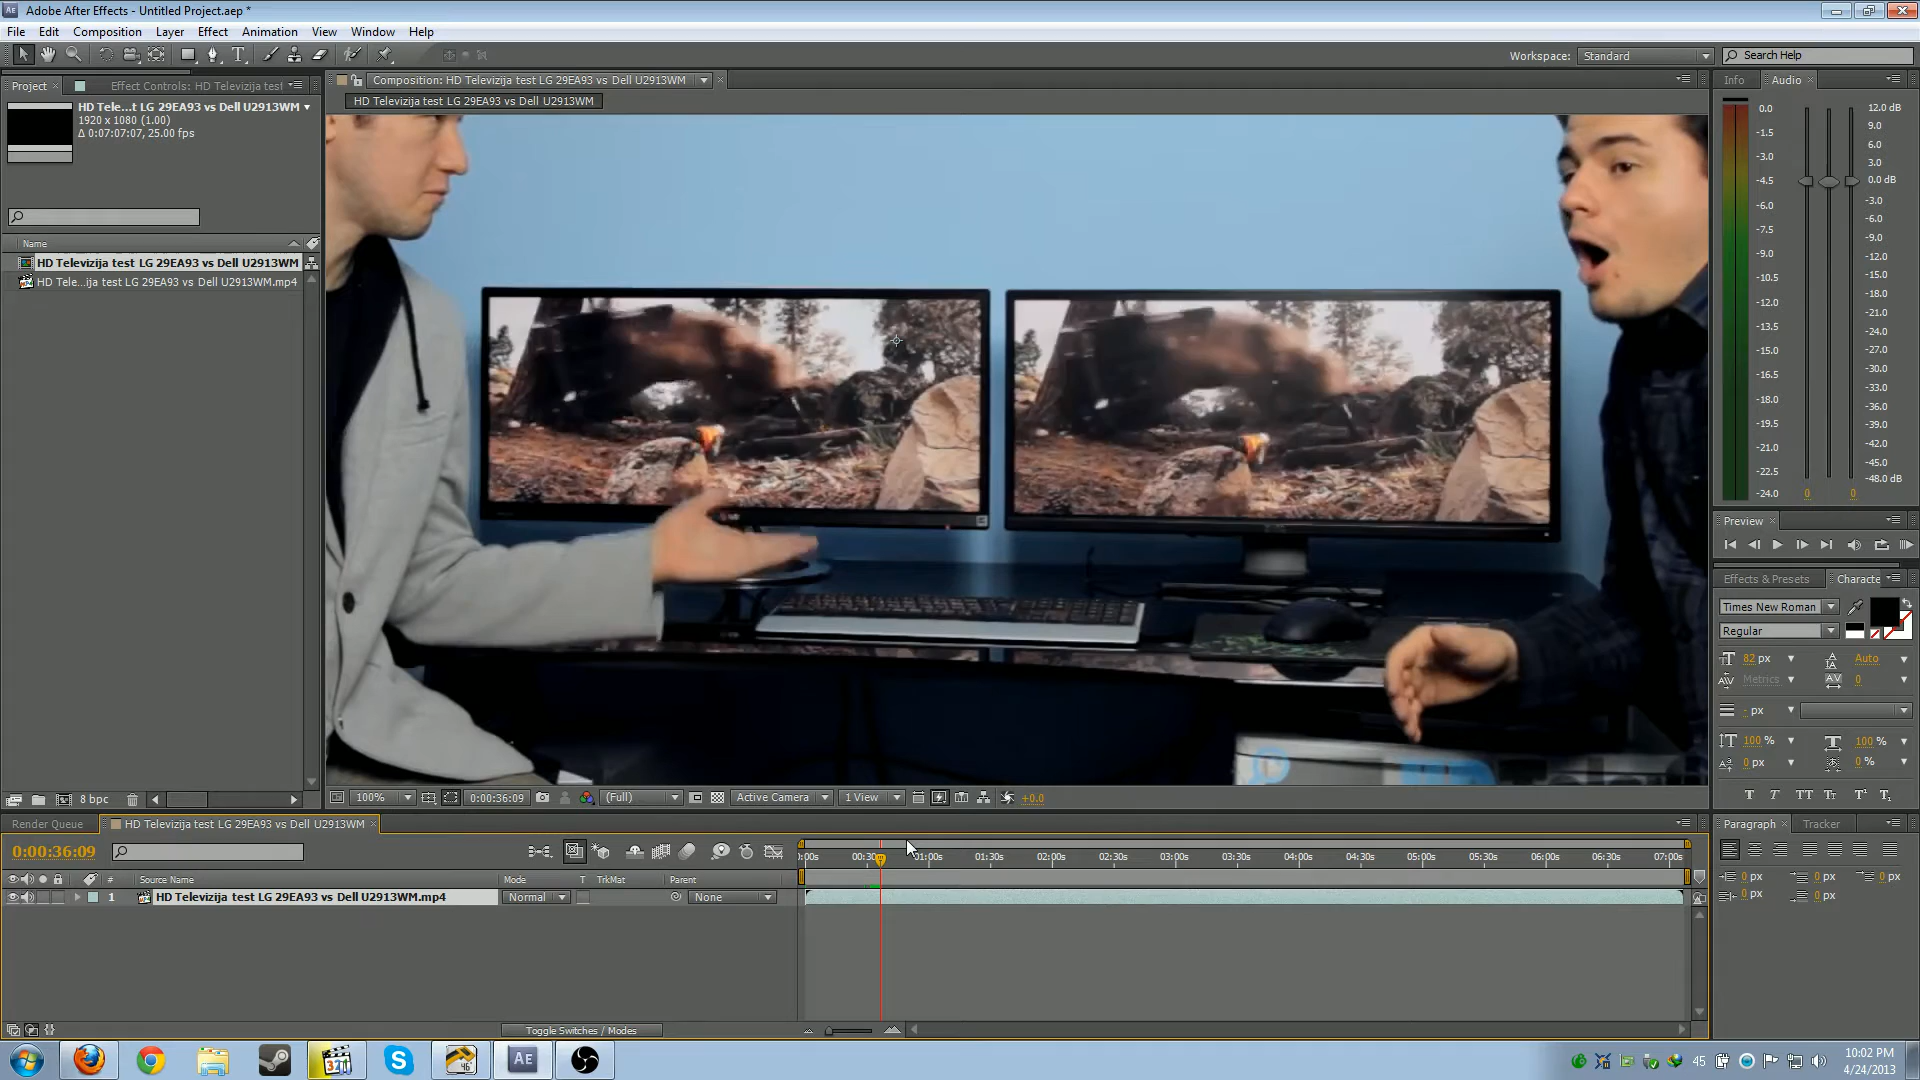 Adobe After Effects - Untitled Project.aep *
File Edit Composition Layer Effect Animation View Window Help
Workspace: Standard Search Help
Project Effect Controls: HD Televizija test
Composition: HD Televizija test LG 29EA93 vs Dell U2913WM
HD Televizija test LG 29EA93 vs Dell U2913WM
HD Tele...t LG 29EA93 vs Dell U2913WM
1920 x 1080 (1.00)
Δ 0:07:07:07, 25.00 fps
Name
HD Televizija test LG 29EA93 vs Dell U2913WM
HD Tele...ija test LG 29EA93 vs Dell U2913WM.mp4
8 bpc
100% 0:00:36:09 (Full) Active Camera 1 View +0.0
Info Audio
0.0
-1.5
-3.0
-4.5
-6.0
-7.5
-9.0
-10.5
-12.0
-13.5
-15.0
-16.5
-18.0
-19.5
-21.0
-22.5
-24.0
12.0 dB
9.0
6.0
3.0
0.0 dB
-3.0
-6.0
-9.0
-12.0
-15.0
-18.0
-21.0
-24.0
-27.0
-30.0
-33.0
-36.0
-39.0
-42.0
-45.0
-48.0 dB
0 0
Preview
Effects & Presets Characte
Times New Roman
Regular
82 px Auto
Metrics 0
- px
100 % 100 %
0 px 0 %
T T TT Tт T¹ T₁
Paragraph Tracker
0 px 0 px 0 px
0 px 0 px
Render Queue HD Televizija test LG 29EA93 vs Dell U2913WM
0:00:36:09
0:00s 00:30s 01:00s 01:30s 02:00s 02:30s 03:00s 03:30s 04:00s 04:30s 05:00s 05:30s 06:00s 06:30s 07:00s
# Source Name Mode T TrkMat Parent
1 HD Televizija test LG 29EA93 vs Dell U2913WM.mp4 Normal None
Toggle Switches / Modes
321
46
AE
45
10:02 PM
4/24/2013